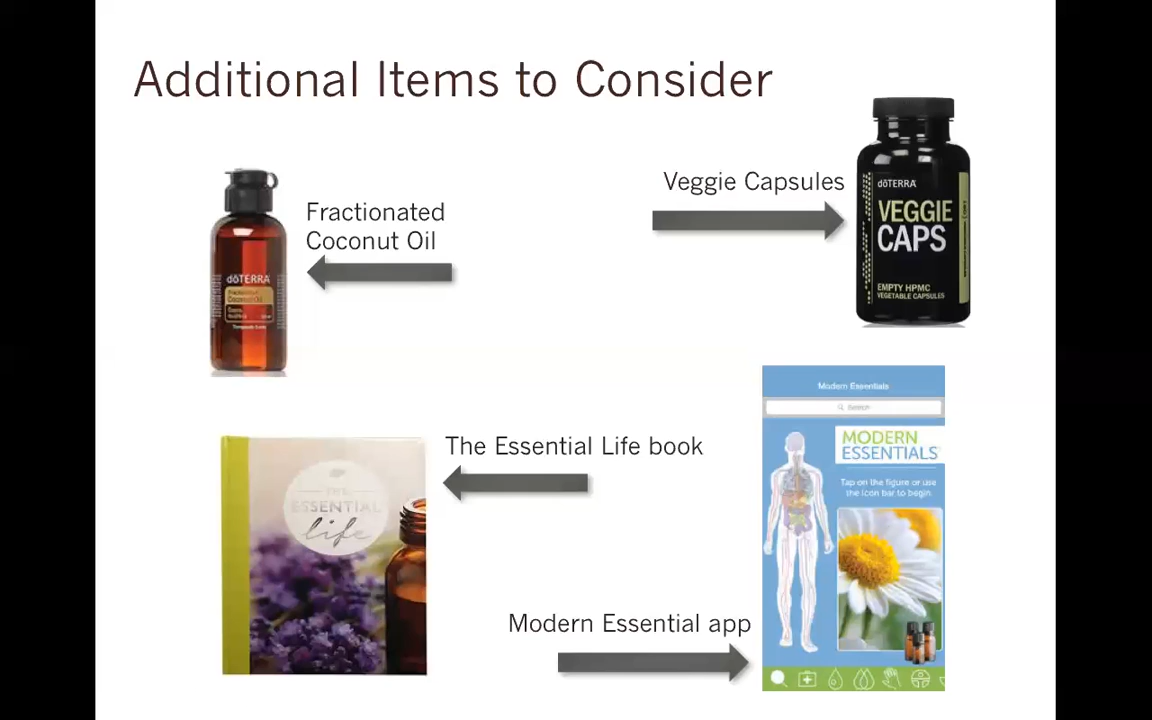 Additional Items to Consider
Veggie Capsules
Fractionated
Coconut Oil
dōTERRA
VEGGIE
CAPS
EMPTY HPMC
VEGETABLE CAPSULES
dōTERRA
Fractionated
Coconut Oil
The Essential Life book
THE
ESSENTIAL
life
Modern Essentials
Search
MODERN
ESSENTIALS
Tap on the figure or use
the icon bar to begin.
Modern Essential app